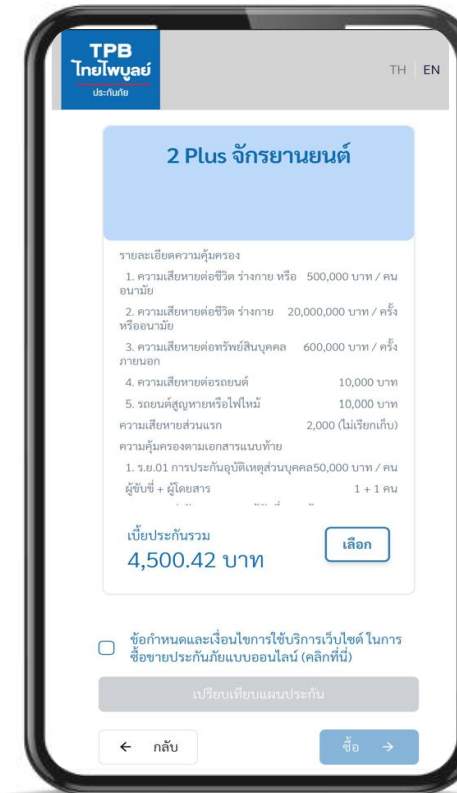 TPB
ไทยไพบูลย์
ประกันภัย
TH | EN
2 Plus จักรยานยนต์
รายละเอียดความคุ้มครอง
1. ความเสียหายต่อชีวิต ร่างกาย หรือ 500,000 บาท / คน
อนามัย
2. ความเสียหายต่อชีวิต ร่างกาย 20,000,000 บาท / ครั้ง
หรืออนามัย
3. ความเสียหายต่อทรัพย์สินบุคคล 600,000 บาท / ครั้ง
ภายนอก
4. ความเสียหายต่อรถยนต์ 10,000 บาท
5. รถยนต์สูญหายหรือไฟไหม้ 10,000 บาท
ความเสียหายส่วนแรก 2,000 (ไม่เรียกเก็บ)
ความคุ้มครองตามเอกสารแนบท้าย
1. ร.ย.01 การประกันอุบัติเหตุส่วนบุคคล50,000 บาท / คน
ผู้ขับขี่ + ผู้โดยสาร 1 + 1 คน
เบี้ยประกันรวม
4,500.42 บาท
เลือก
ข้อกำหนดและเงื่อนไขการใช้บริการเว็บไซต์ ในการ
ซื้อขายประกันภัยแบบออนไลน์ (คลิกที่นี่)
เปรียบเทียบแผนประกัน
← กลับ
ซื้อ →